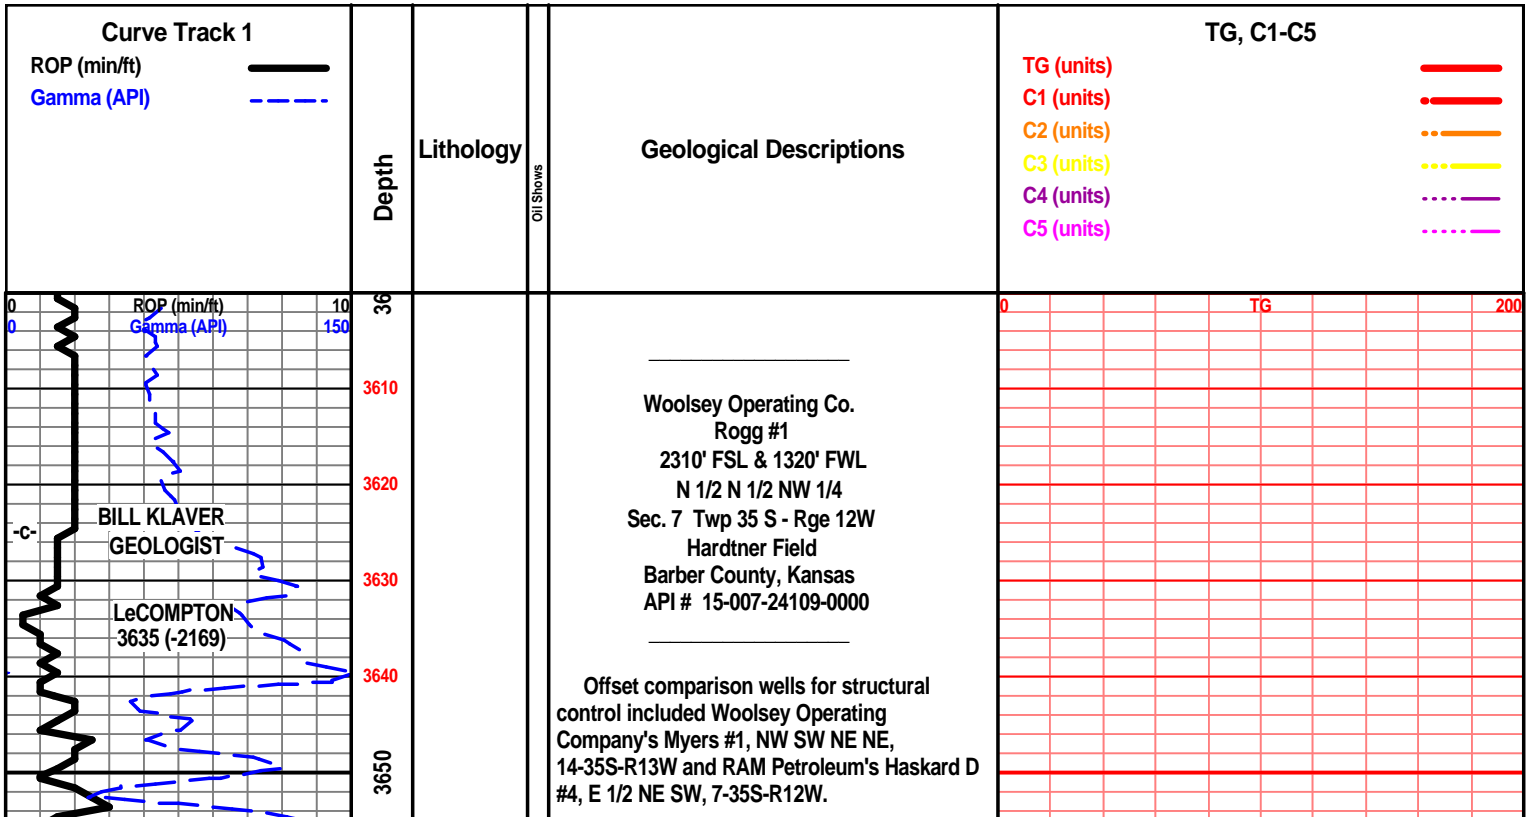 Curve Track 1
ROP (min/ft)
Gamma (API)
Depth
Lithology
Oil Shows
Geological Descriptions
TG, C1-C5
TG (units)
C1 (units)
C2 (units)
C3 (units)
C4 (units)
C5 (units)
0 ROP (min/ft) 10
0 Gamma (API) 150
36
0 TG 200
3610
3620
3630
3640
3650
-C-
BILL KLAVER
GEOLOGIST
LeCOMPTON
3635 (-2169)
Woolsey Operating Co.
Rogg #1
2310' FSL & 1320' FWL
N 1/2 N 1/2 NW 1/4
Sec. 7 Twp 35 S - Rge 12W
Hardtner Field
Barber County, Kansas
API # 15-007-24109-0000
Offset comparison wells for structural
control included Woolsey Operating
Company's Myers #1, NW SW NE NE,
14-35S-R13W and RAM Petroleum's Haskard D
#4, E 1/2 NE SW, 7-35S-R12W.